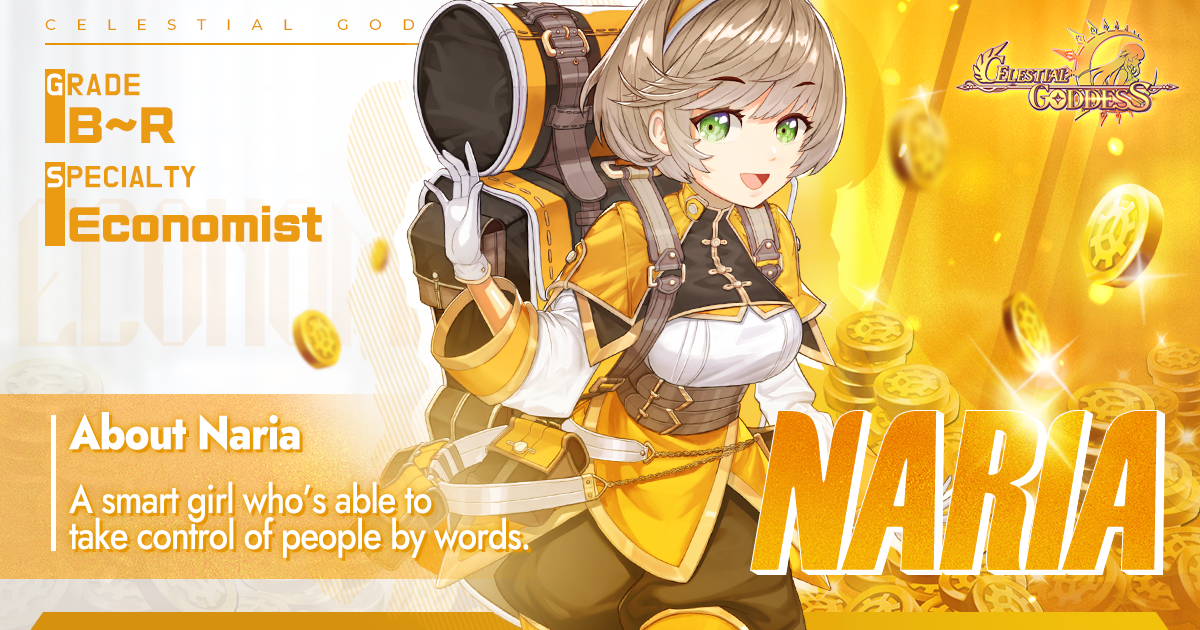 CELESTIAL GOD
GRADE
B~R
SPECIALTY
Economist
ECONO
CELESTIAL
GODDESS
About Naria
A smart girl who's able to
take control of people by words.
NARIA